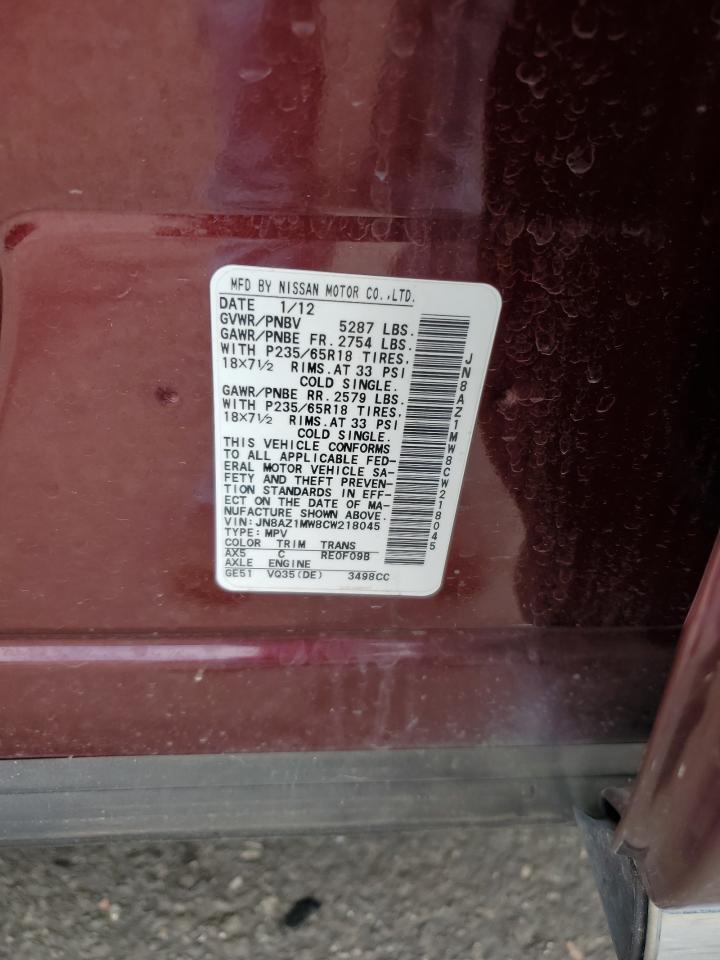 MFD BY NISSAN MOTOR CO.,LTD.
DATE 1/12
GVWR/PNBV 5287 LBS.
GAWR/PNBE FR. 2754 LBS.
WITH P235/65R18 TIRES,
18×7½ RIMS.AT 33 PSI
COLD SINGLE.
GAWR/PNBE RR. 2579 LBS.
WITH P235/65R18 TIRES,
18×7½ RIMS.AT 33 PSI
COLD SINGLE.
THIS VEHICLE CONFORMS
TO ALL APPLICABLE FED-
ERAL MOTOR VEHICLE SA-
FETY AND THEFT PREVEN-
TION STANDARDS IN EFF-
ECT ON THE DATE OF MA-
NUFACTURE SHOWN ABOVE.
VIN:JN8AZ1MW8CW218045
TYPE:MPV
COLOR TRIM TRANS
AX5 C RE0F09B
AXLE ENGINE
GE51 VQ35(DE) 3498CC
JN8AZ1MW8CW218045